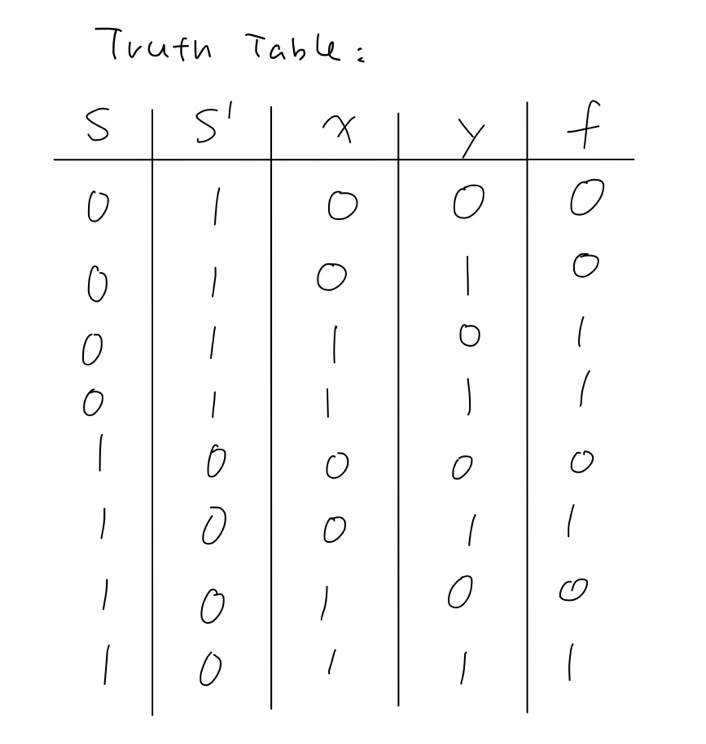 Truth Table:
S S' x y f
0 1 0 0 0
0 1 0 1 0
0 1 1 0 1
0 1 1 1 1
1 0 0 0 0
1 0 0 1 1
1 0 1 0 0
1 0 1 1 1